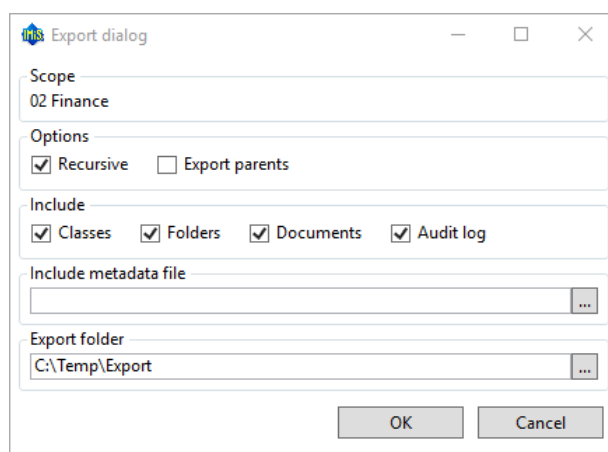 IMiS Export dialog
Scope
02 Finance
Options
Recursive Export parents
Include
Classes Folders Documents Audit log
Include metadata file
...
Export folder
C:\Temp\Export ...
OK Cancel